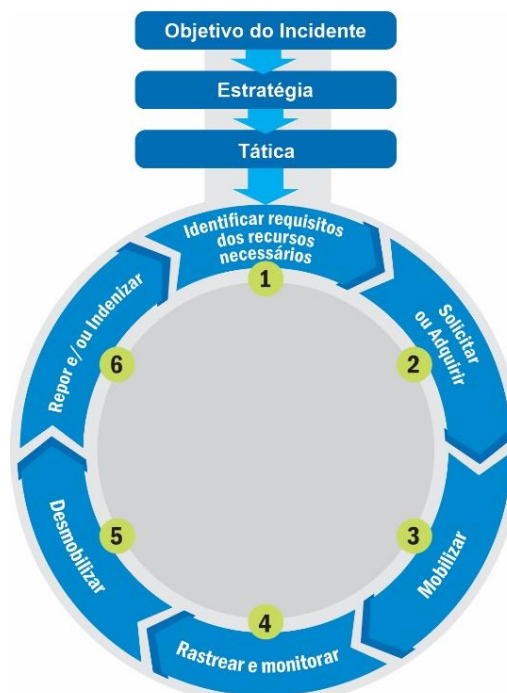 Objetivo do Incidente
Estratégia
Tática
Identificar requisitos
dos recursos
necessários
1
Solicitar
ou Adquirir
2
3
Mobilizar
4
Rastrear e monitorar
5
Desmobilizar
6
Repor e/ou Indenizar